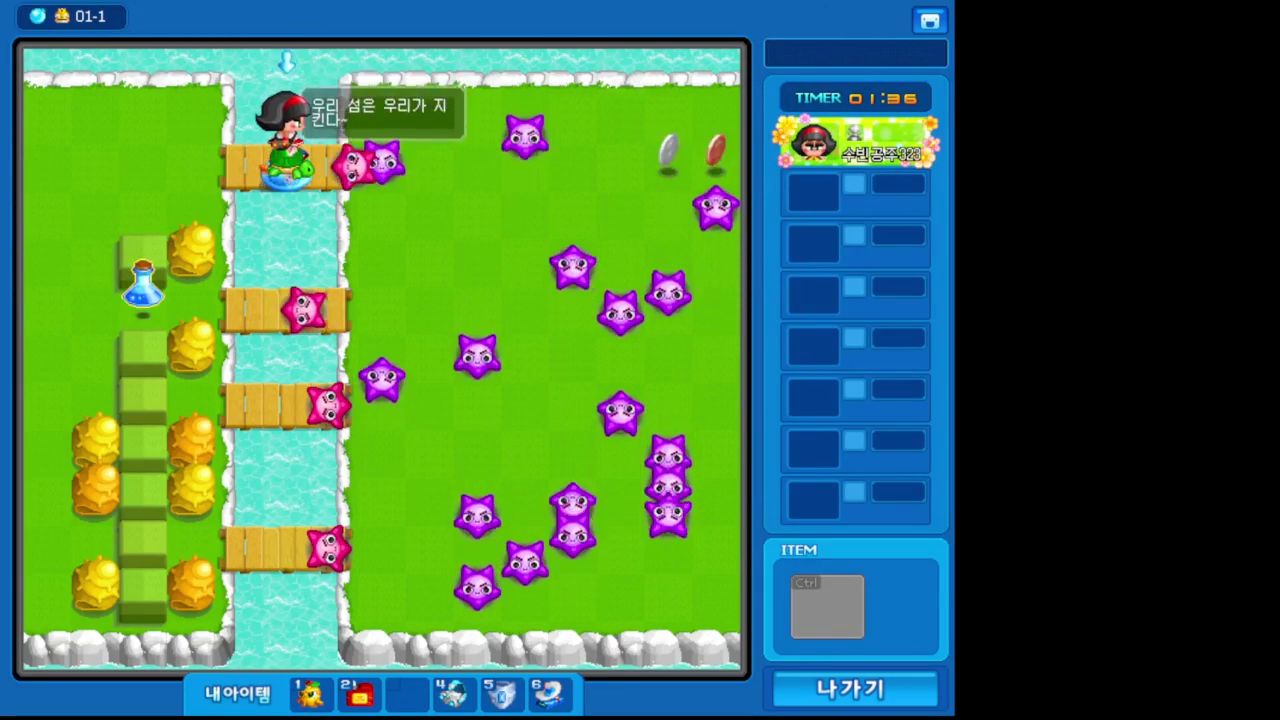 01-1
우리 섬은 우리가 지
킨다~
TIMER 01:36
수빈공주323
ITEM
Ctrl
내아이템
1
2
4
5
6
나가기